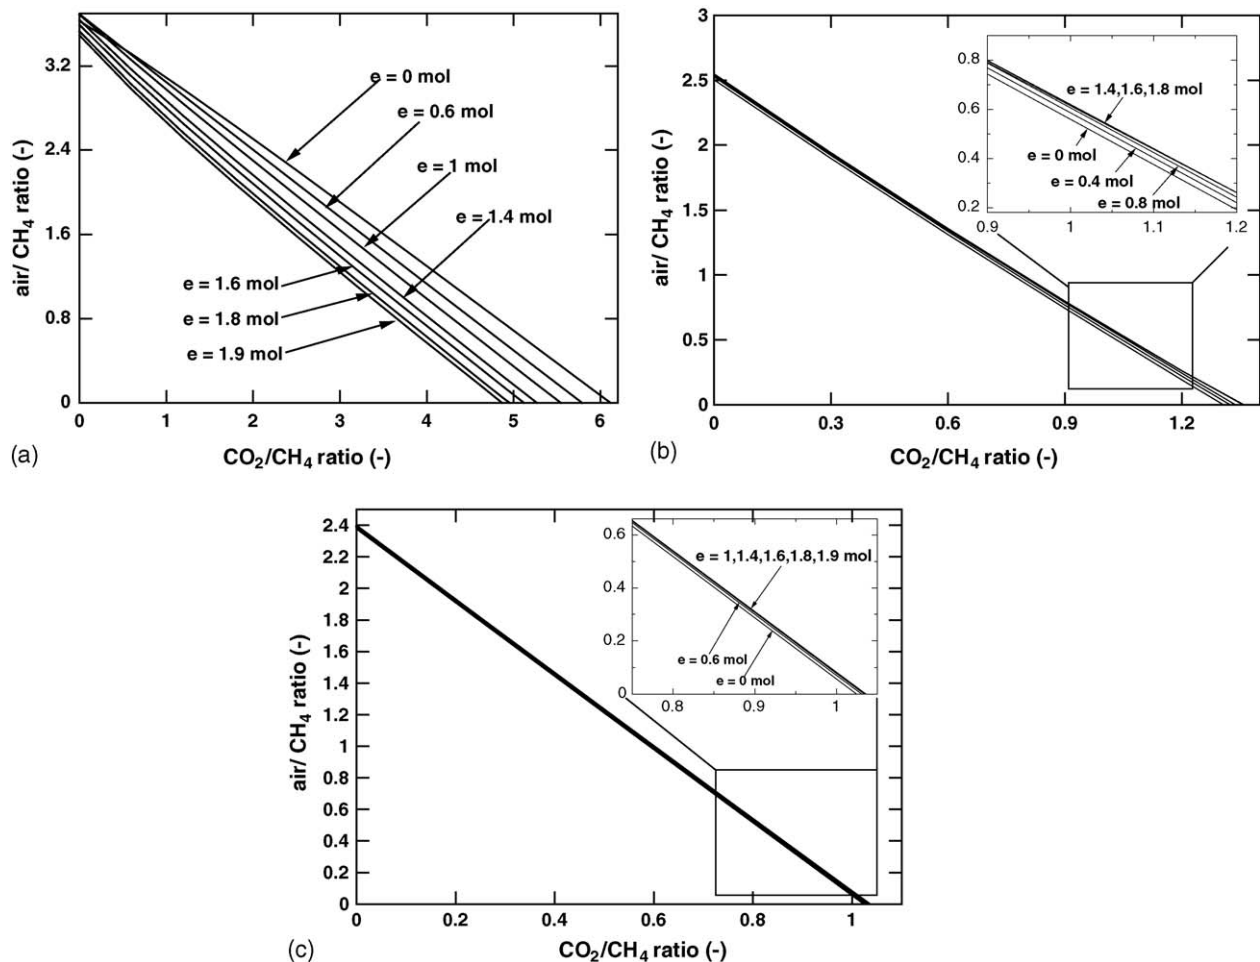 3.2
2.4
1.6
0.8
0
air/ CH4 ratio (-)
e = 0 mol
e = 0.6 mol
e = 1 mol
e = 1.4 mol
e = 1.6 mol
e = 1.8 mol
e = 1.9 mol
0 1 2 3 4 5 6
(a)
CO2/CH4 ratio (-)
3
2.5
2
1.5
1
0.5
0
air/ CH4 ratio (-)
0.8
0.6
0.4
0.2
e = 1.4,1.6,1.8 mol
e = 0 mol
e = 0.4 mol
e = 0.8 mol
0.9 1 1.1 1.2
0 0.3 0.6 0.9 1.2
(b)
CO2/CH4 ratio (-)
2.4
2.2
2
1.8
1.6
1.4
1.2
1
0.8
0.6
0.4
0.2
0
air/ CH4 ratio (-)
0.6
0.4
0.2
0
e = 1,1.4,1.6,1.8,1.9 mol
e = 0.6 mol
e = 0 mol
0.8 0.9 1
0 0.2 0.4 0.6 0.8 1
(c)
CO2/CH4 ratio (-)